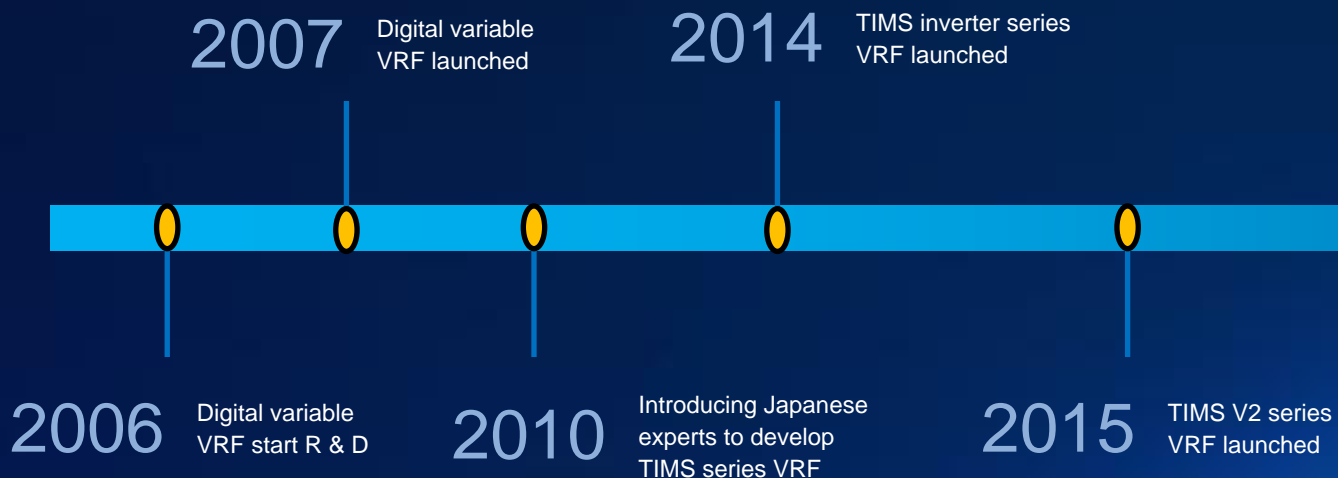 2007
Digital variable
VRF launched
2014
TIMS inverter series
VRF launched
2006
Digital variable
VRF start R & D
2010
Introducing Japanese
experts to develop
TIMS series VRF
2015
TIMS V2 series
VRF launched